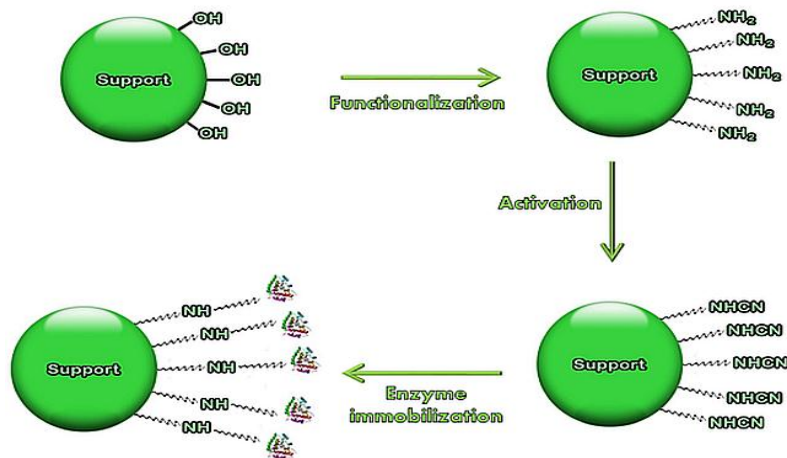 OH
OH
Support
OH
OH
OH
Functionalization
NH2
NH2
Support
NH2
NH2
NH2
Activation
NHCN
NHCN
Support
NHCN
NHCN
NHCN
Enzyme
immobilization
NH
NH
Support
NH
NH
NH